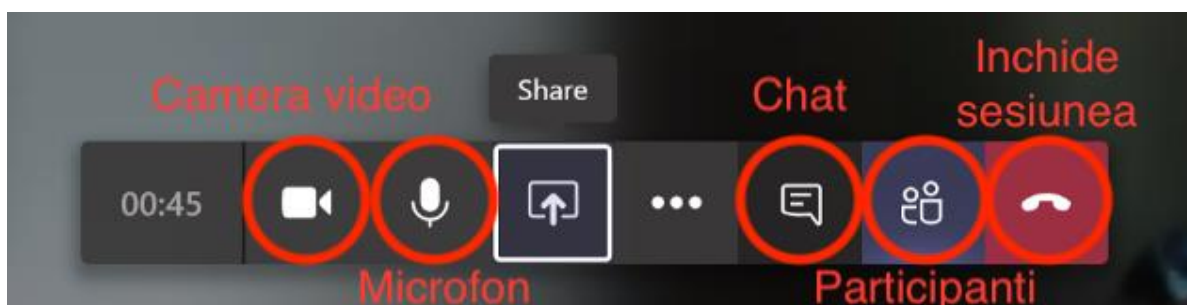 Inchide
Camera video
Share
Chat
sesiunea
00:45
Microfon
Participanti